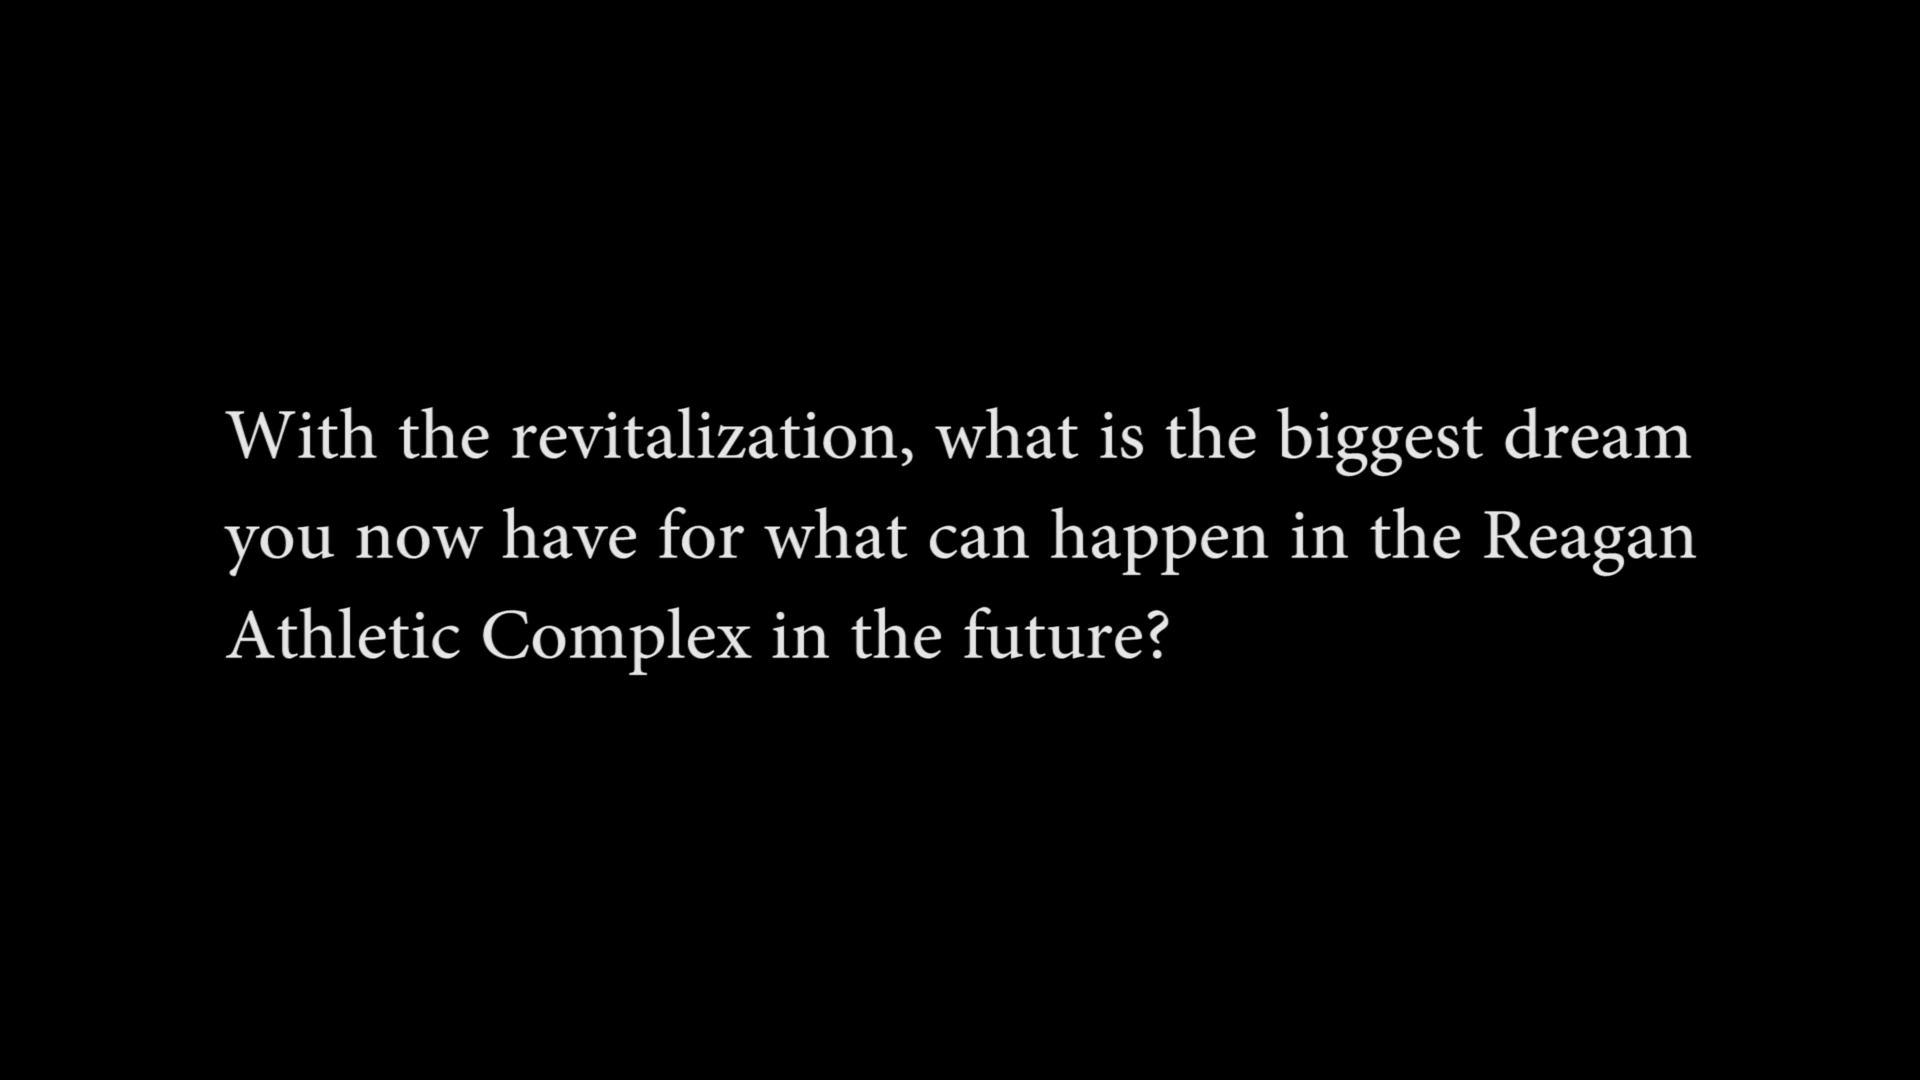 With the revitalization, what is the biggest dream
you now have for what can happen in the Reagan
Athletic Complex in the future?